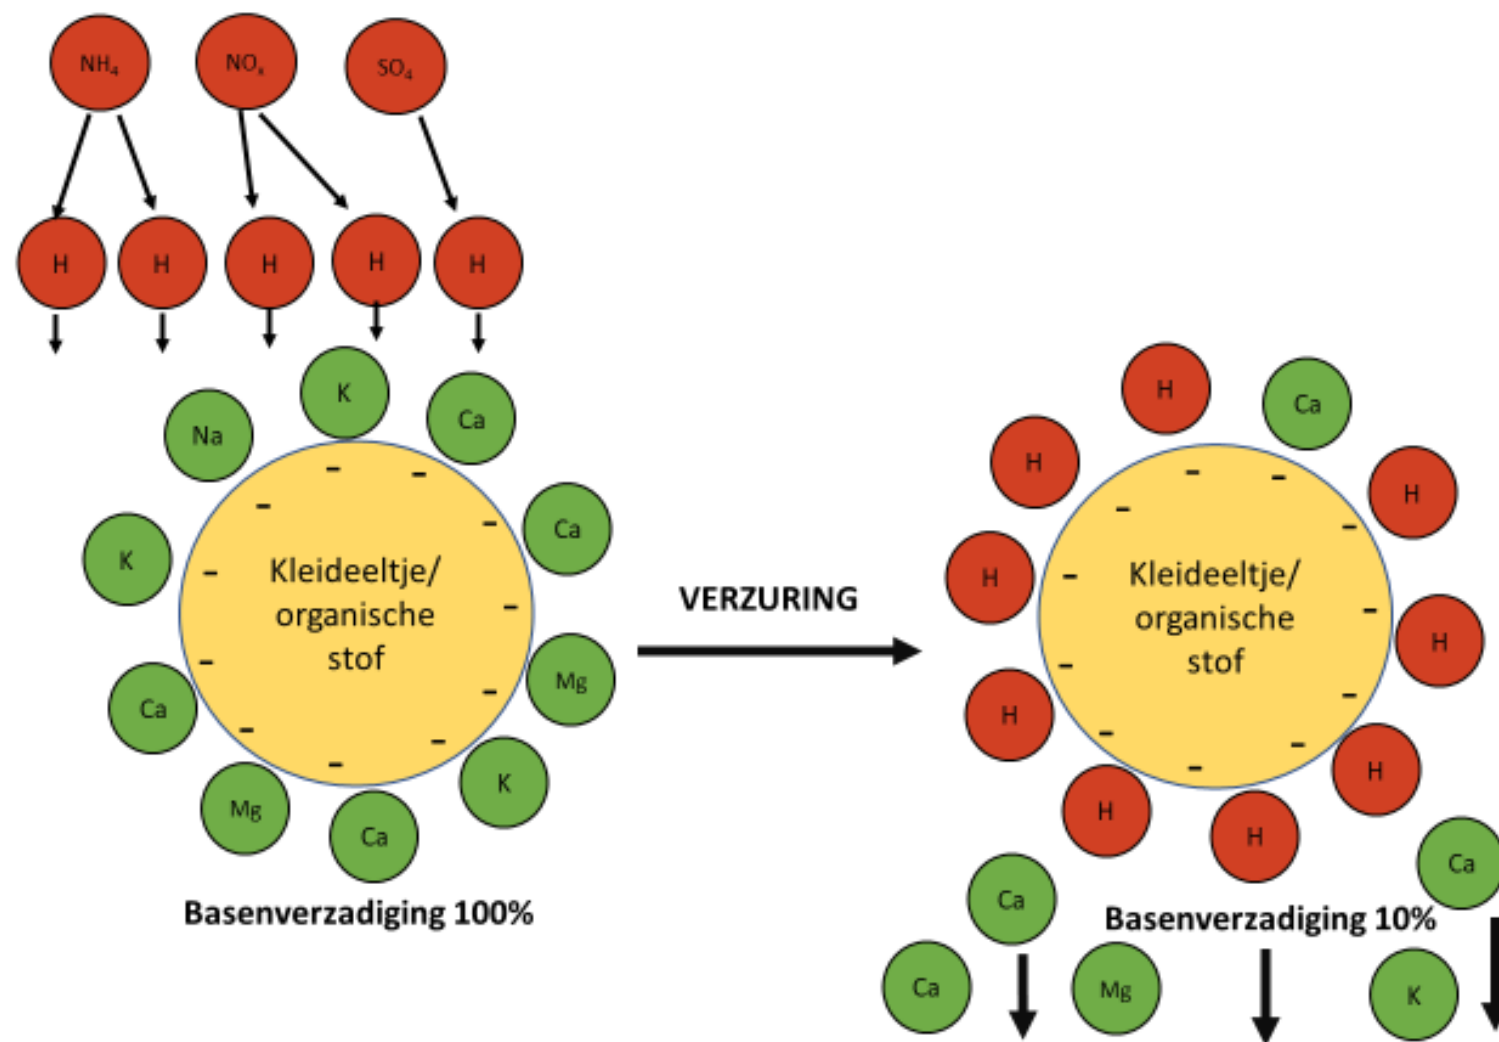 NH₄ NOₓ SO₄
H H H H H
K
Na
Ca
K
Ca
Kleideeltje/
organische
stof
Ca
Mg
Mg
K
Ca
Basenverzadiging 100%
VERZURING
H
Ca
H
H
H
H
Kleideeltje/
organische
stof
H
H
H
H
Basenverzadiging 10%
Ca
Ca
Ca
Mg
K
- - - - - - - - - - - -
- - - - - - - - - - - -